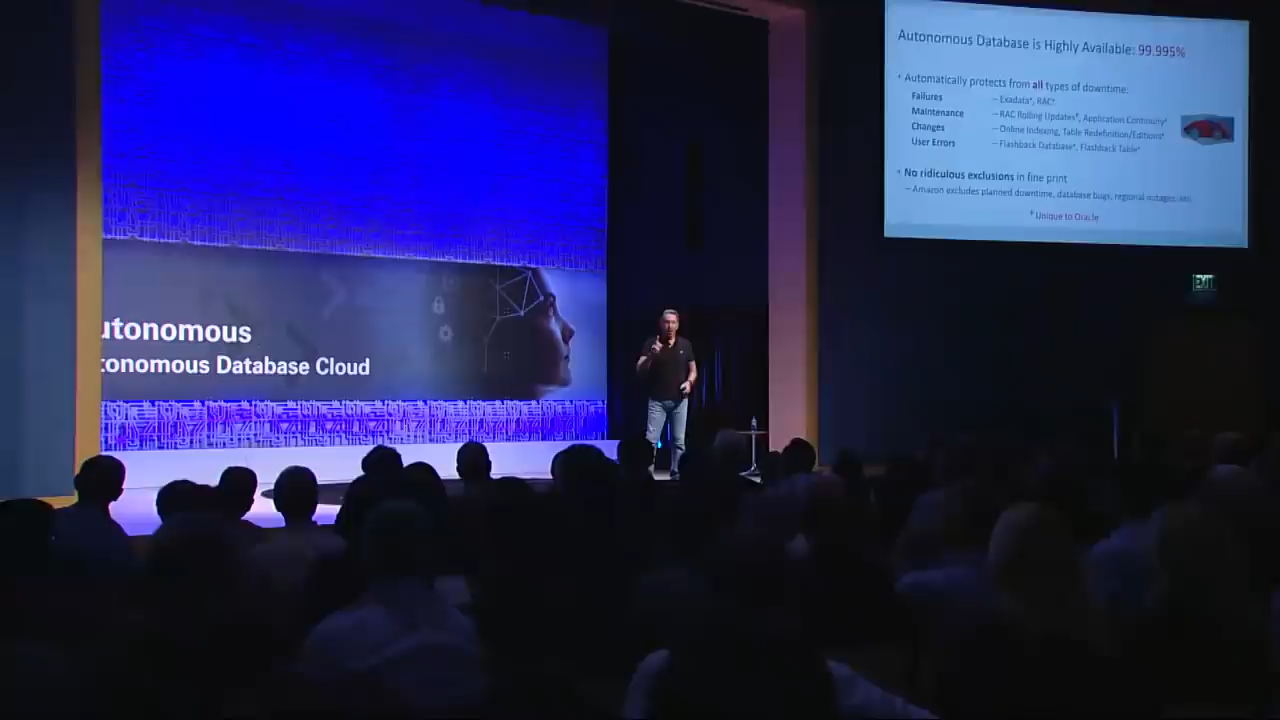 utonomous
tonomous Database Cloud
Autonomous Database is Highly Available: 99.995%
• Automatically protects from all types of downtime:
Failures – Exadata†, RAC†
Maintenance – RAC Rolling Updates†, Application Continuity†
Changes – Online Indexing, Table Redefinition/Editions†
User Errors – Flashback Database†, Flashback Table†
• No ridiculous exclusions in fine print
– Amazon excludes planned downtime, database bugs, regional outages, etc.
† Unique to Oracle
EXIT